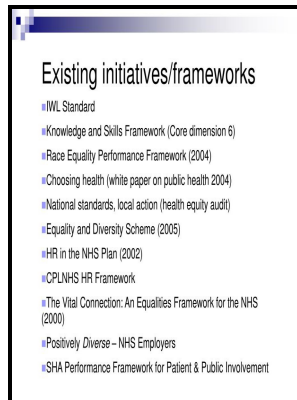 Existing initiatives/frameworks
IWL Standard
Knowledge and Skills Framework (Core dimension 6)
Race Equality Performance Framework (2004)
Choosing health (white paper on public health 2004)
National standards, local action (health equity audit)
Equality and Diversity Scheme (2005)
HR in the NHS Plan (2002)
CPLNHS HR Framework
The Vital Connection: An Equalities Framework for the NHS
(2000)
Positively Diverse – NHS Employers
SHA Performance Framework for Patient & Public Involvement